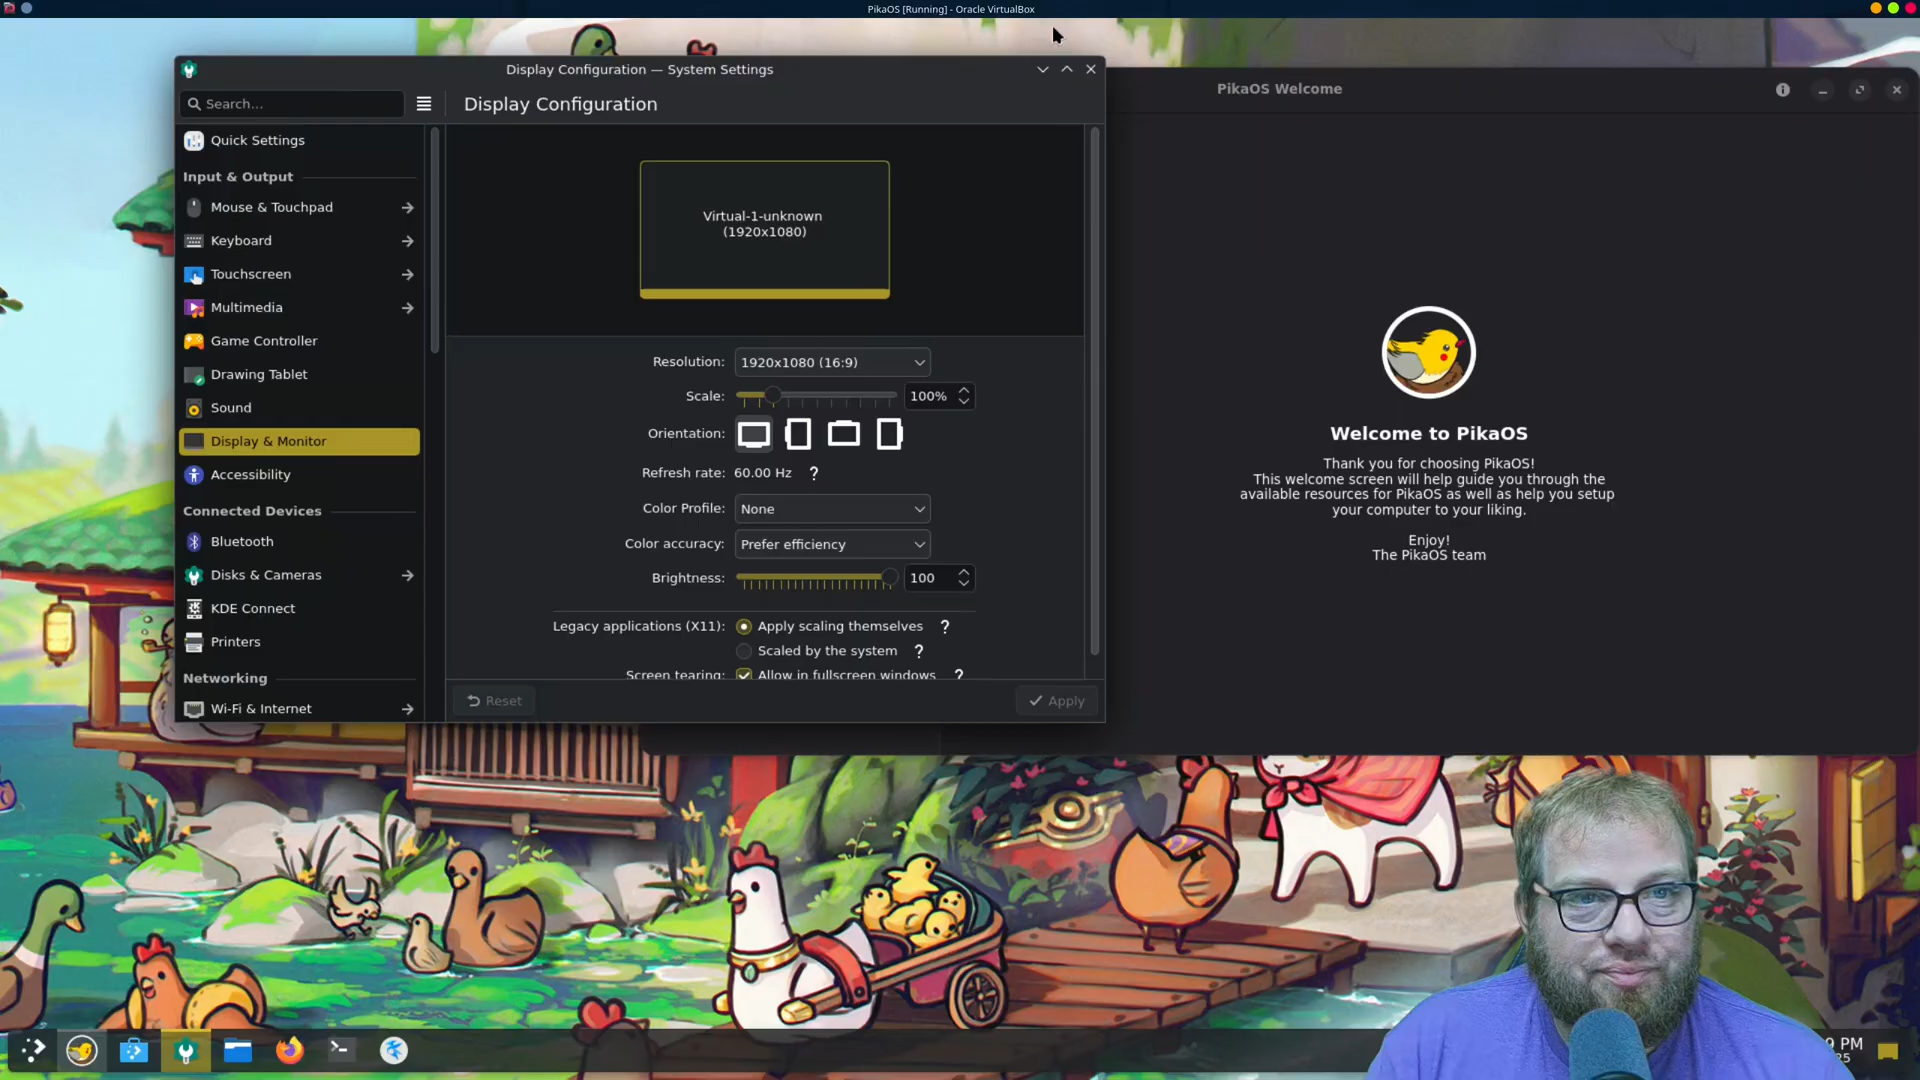 PikaOS [Running] - Oracle VirtualBox
Display Configuration — System Settings
Search...
Display Configuration
Quick Settings
Input & Output
Mouse & Touchpad
Keyboard
Touchscreen
Multimedia
Game Controller
Drawing Tablet
Sound
Display & Monitor
Accessibility
Connected Devices
Bluetooth
Disks & Cameras
KDE Connect
Printers
Networking
Wi-Fi & Internet
Virtual-1-unknown
(1920x1080)
Resolution: 1920x1080 (16:9)
Scale: 100%
Orientation:
Refresh rate: 60.00 Hz ?
Color Profile: None
Color accuracy: Prefer efficiency
Brightness: 100
Legacy applications (X11): Apply scaling themselves ?
Scaled by the system ?
Screen tearing: Allow in fullscreen windows ?
Reset
Apply
PikaOS Welcome
Welcome to PikaOS
Thank you for choosing PikaOS!
This welcome screen will help guide you through the
available resources for PikaOS as well as help you setup
your computer to your liking.
Enjoy!
The PikaOS team
9 PM